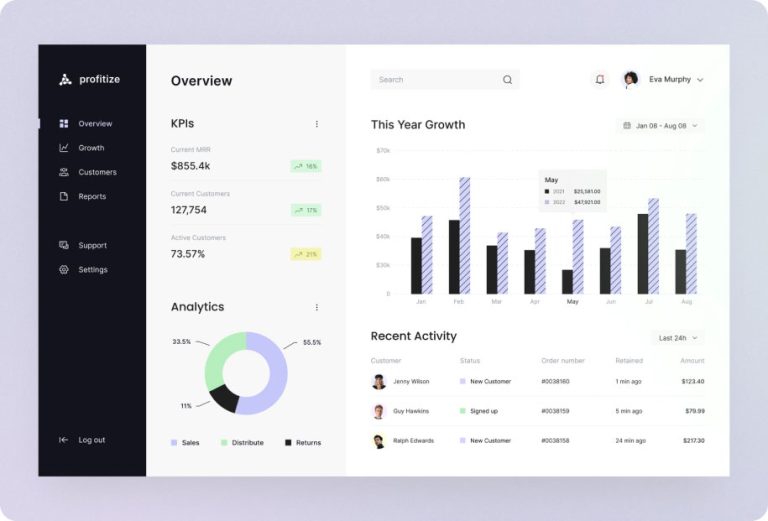 profitize
Overview
Growth
Customers
Reports
Support
Settings
Log out
Overview
KPIs
Current MRR
$855.4k
16%
Current Customers
127,754
17%
Active Customers
73.57%
21%
Analytics
33.5%
55.5%
11%
Sales
Distribute
Returns
Search
Eva Murphy
This Year Growth
Jan 08 - Aug 08
$70k
$60k
$50k
$40k
$30k
0
May
2021 $25,581.00
2022 $47,921.00
Jan Feb Mar Apr May Jun Jul Aug
Recent Activity
Last 24h
Customer Status Order number Retained Amount
Jenny Wilson New Customer #0038160 1 min ago $123.40
Guy Hawkins Signed up #0038159 5 min ago $79.99
Ralph Edwards New Customer #0038158 24 min ago $217.30